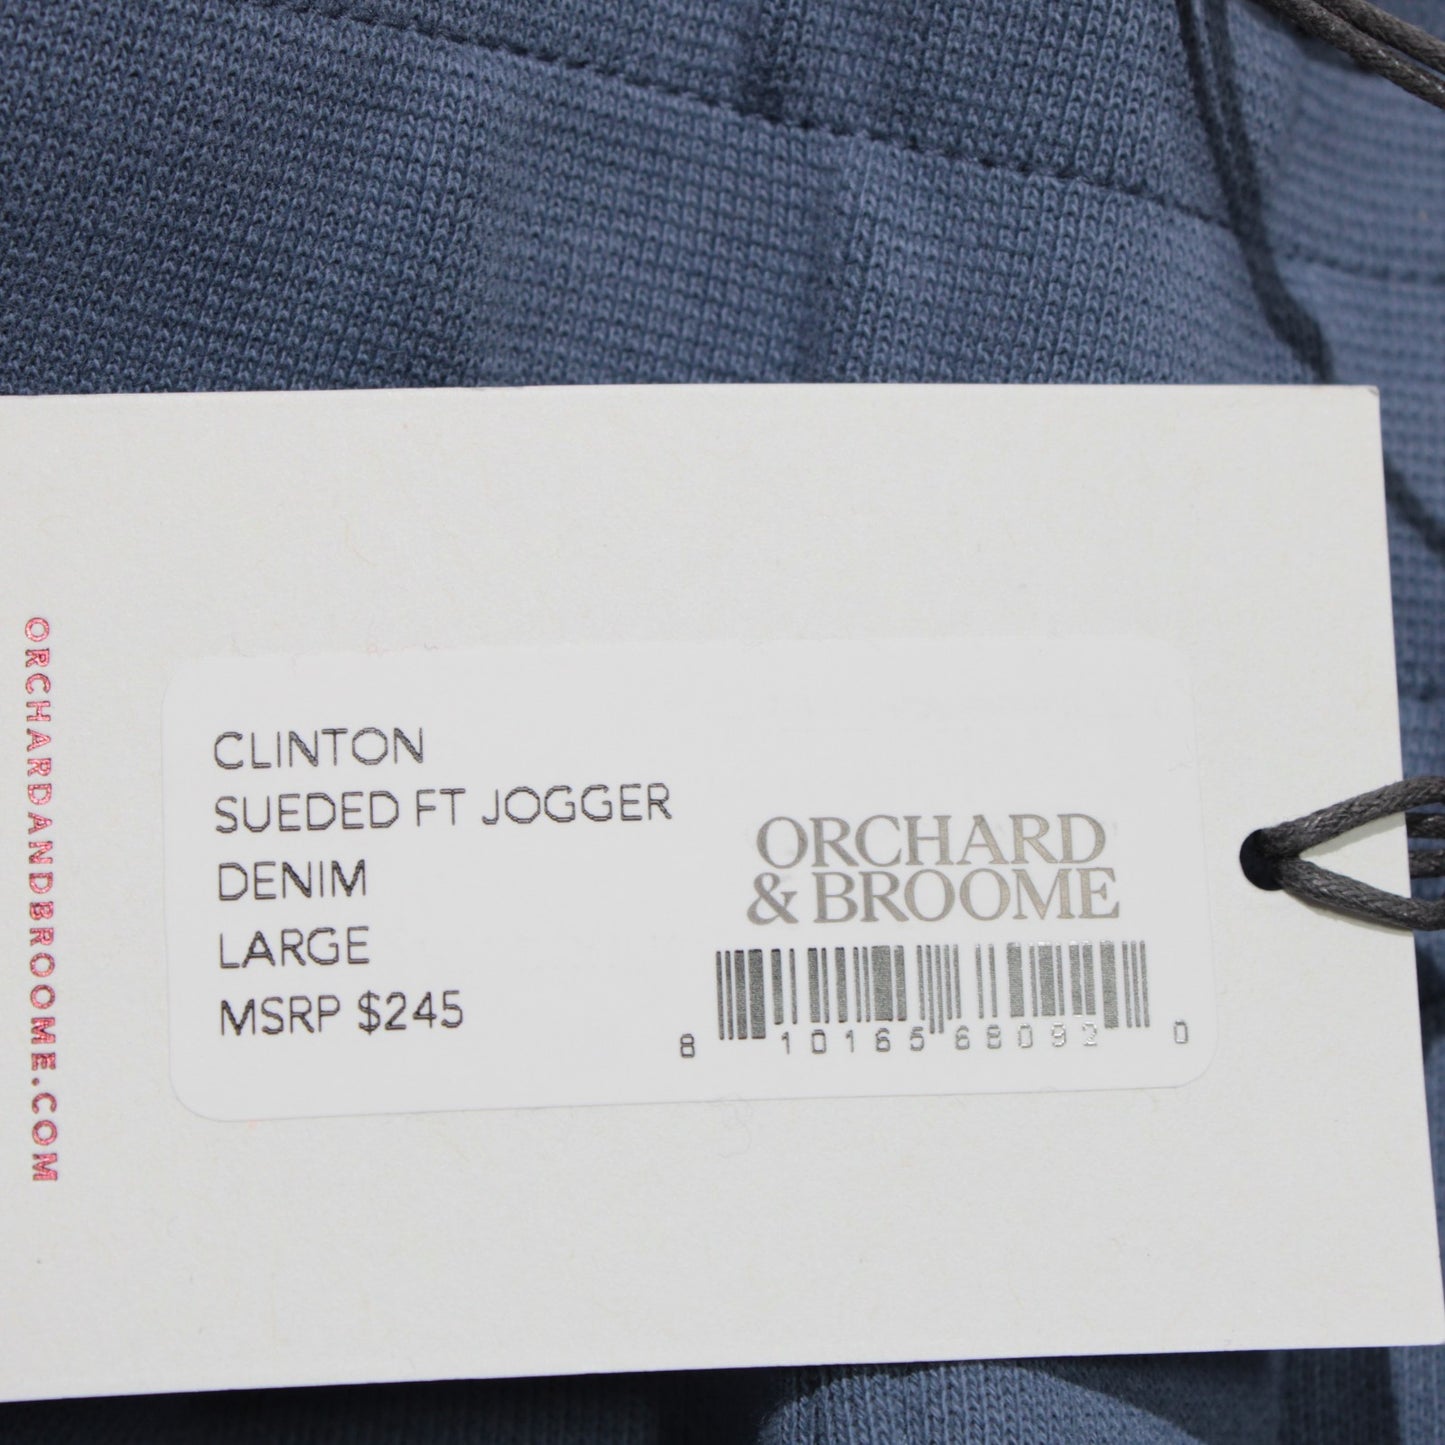 ORCHARDANDBROOME.COM
CLINTON
SUEDED FT JOGGER
DENIM
LARGE
MSRP $245
ORCHARD
& BROOME
8 10165 68092 0